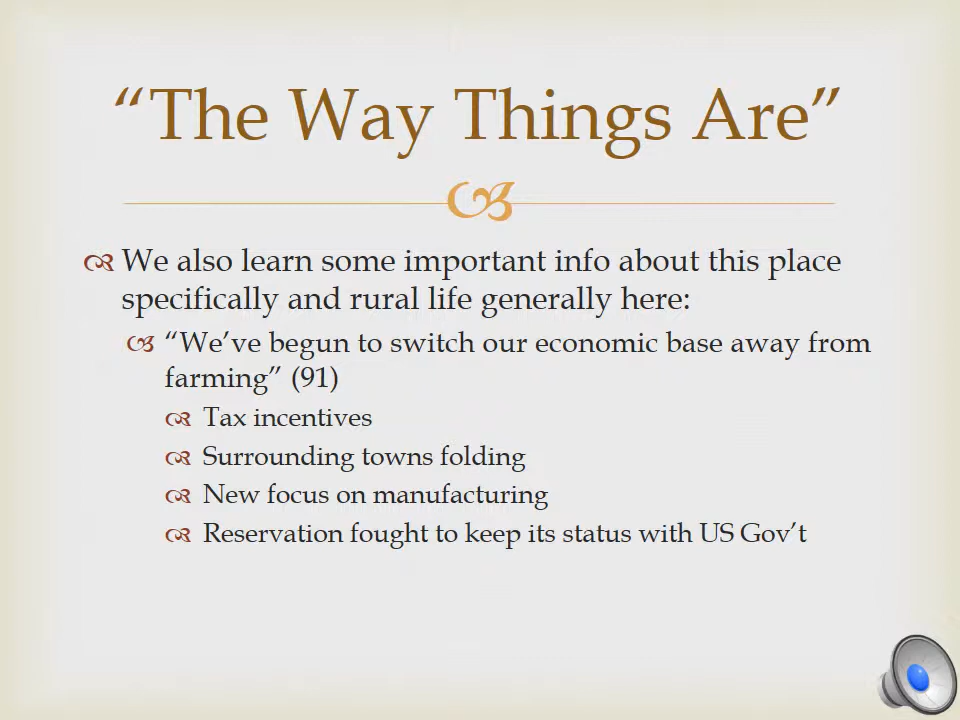 “The Way Things Are”
We also learn some important info about this place
specifically and rural life generally here:
“We’ve begun to switch our economic base away from
farming” (91)
Tax incentives
Surrounding towns folding
New focus on manufacturing
Reservation fought to keep its status with US Gov’t